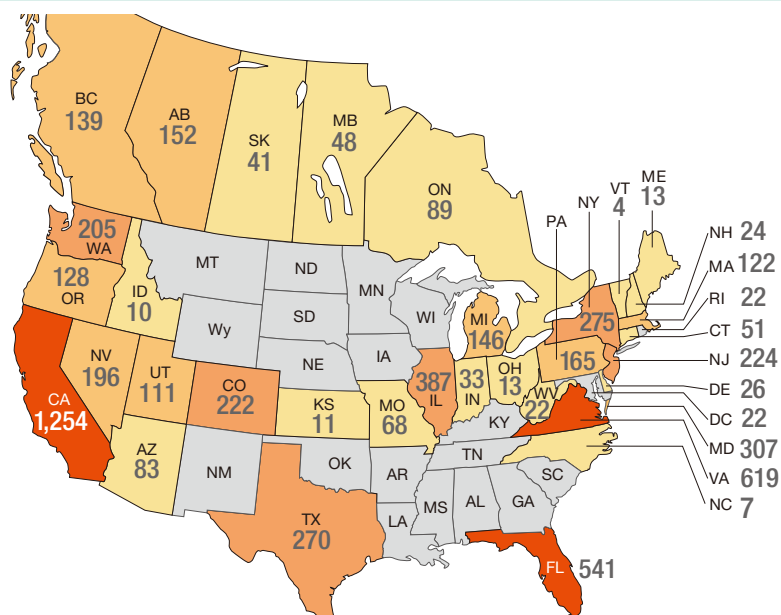 BC
139
AB
152
SK
41
MB
48
ON
89
PA
NY
275
VT
4
ME
13
NH 24
MA 122
RI 22
CT 51
NJ 224
DE 26
DC 22
MD 307
VA 619
NC 7
205
WA
128
OR
ID
10
MT
ND
MN
Wy
SD
WI
MI
146
165
CA
1,254
NV
196
UT
111
CO
222
NE
IA
KS
11
MO
68
387
IL
33
IN
OH
13
WV
22
KY
AZ
83
NM
OK
AR
TN
SC
TX
270
LA
MS
AL
GA
FL 541